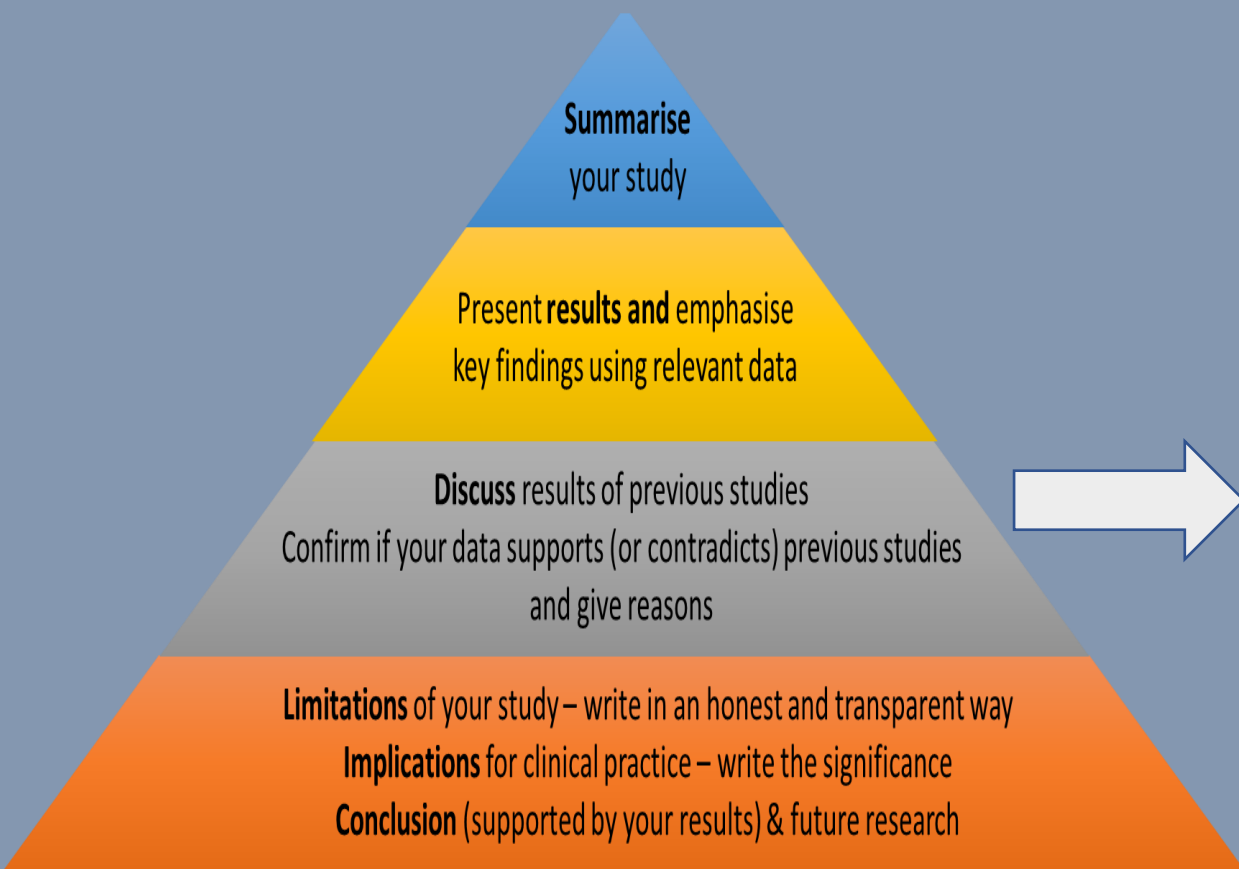 Summarise
your study
Present results and emphasise
key findings using relevant data
Discuss results of previous studies
Confirm if your data supports (or contradicts) previous studies
and give reasons
Limitations of your study – write in an honest and transparent way
Implications for clinical practice – write the significance
Conclusion (supported by your results) & future research